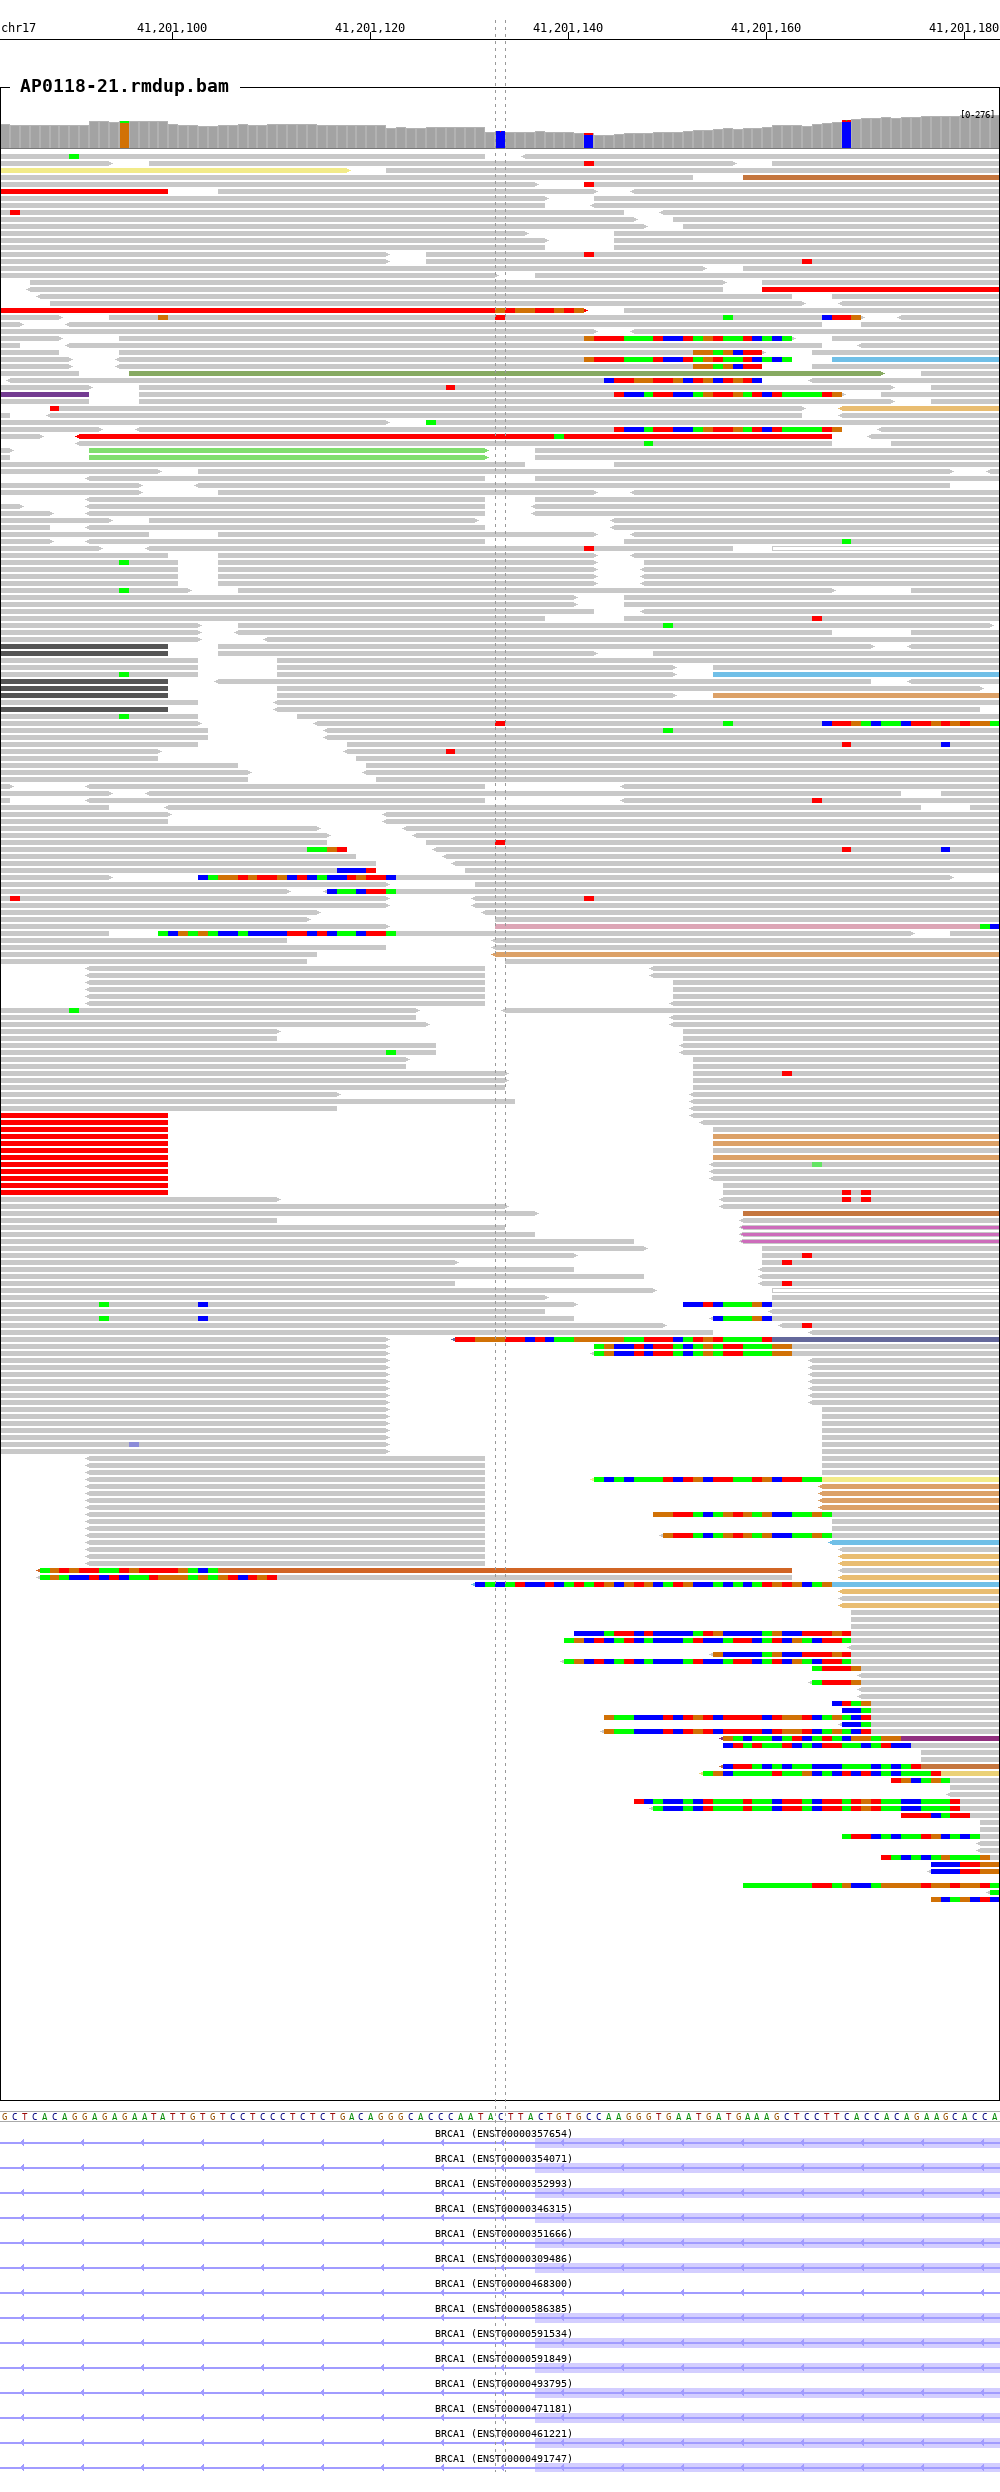 chr17 41,201,100 41,201,120 41,201,140 41,201,160 41,201,180
AP0118-21.rmdup.bam
[0-276]
G C T C A C A G G A G A G A A T A T T G T G T C C T C C C T C T C T G A C A G G G C A C C C A A T A C T T A C T G T G C C A A G G G T G A A T G A T G A A A G C T C C T T C A C C A C A G A A G C A C C A
BRCA1 (ENST00000357654)
BRCA1 (ENST00000354071)
BRCA1 (ENST00000352993)
BRCA1 (ENST00000346315)
BRCA1 (ENST00000351666)
BRCA1 (ENST00000309486)
BRCA1 (ENST00000468300)
BRCA1 (ENST00000586385)
BRCA1 (ENST00000591534)
BRCA1 (ENST00000591849)
BRCA1 (ENST00000493795)
BRCA1 (ENST00000471181)
BRCA1 (ENST00000461221)
BRCA1 (ENST00000491747)